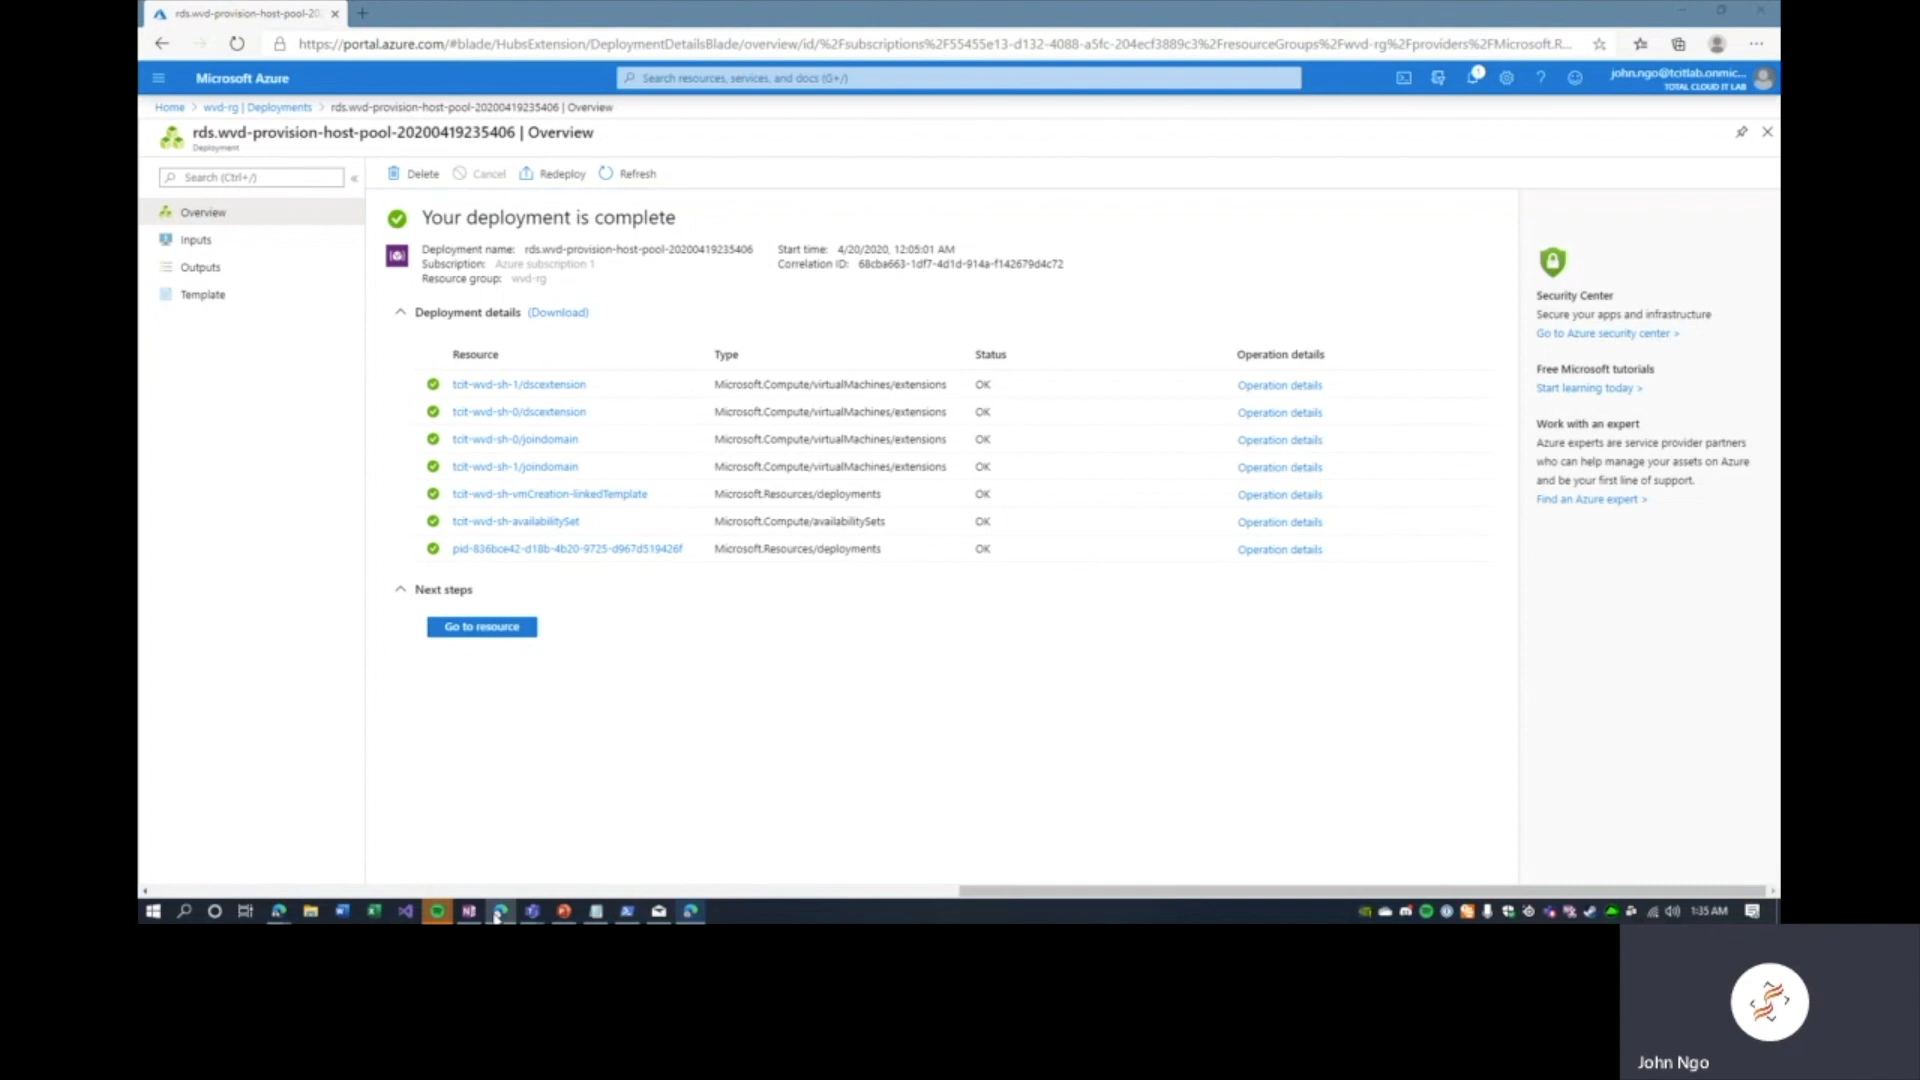 rds.wvd-provision-host-pool-20
https://portal.azure.com/#blade/HubsExtension/DeploymentDetailsBlade/overview/id/%2Fsubscriptions%2F55455e13-d132-4088-a5fc-204ecf3889c3%2FresourceGroups%2Fwvd-rg%2Fproviders%2FMicrosoft.R...
Microsoft Azure
Search resources, services, and docs (G+/)
1
john.ngo@tcitlab.onmic...
TOTAL CLOUD IT LAB
Home > wvd-rg | Deployments > rds.wvd-provision-host-pool-20200419235406 | Overview
rds.wvd-provision-host-pool-20200419235406 | Overview
Deployment
Search (Ctrl+/)
«
Delete Cancel Redeploy Refresh
Overview
Inputs
Outputs
Template
Your deployment is complete
Deployment name: rds.wvd-provision-host-pool-20200419235406 Start time: 4/20/2020, 12:05:01 AM
Subscription: Azure subscription 1 Correlation ID: 68cba663-1df7-4d1d-914a-f142679d4c72
Resource group: wvd-rg
Deployment details (Download)
Resource Type Status Operation details
tcit-wvd-sh-1/dscextension Microsoft.Compute/virtualMachines/extensions OK Operation details
tcit-wvd-sh-0/dscextension Microsoft.Compute/virtualMachines/extensions OK Operation details
tcit-wvd-sh-0/joindomain Microsoft.Compute/virtualMachines/extensions OK Operation details
tcit-wvd-sh-1/joindomain Microsoft.Compute/virtualMachines/extensions OK Operation details
tcit-wvd-sh-vmCreation-linkedTemplate Microsoft.Resources/deployments OK Operation details
tcit-wvd-sh-availabilitySet Microsoft.Compute/availabilitySets OK Operation details
pid-836bce42-d18b-4b20-9725-d967d519426f Microsoft.Resources/deployments OK Operation details
Next steps
Go to resource
Security Center
Secure your apps and infrastructure
Go to Azure security center >
Free Microsoft tutorials
Start learning today >
Work with an expert
Azure experts are service provider partners
who can help manage your assets on Azure
and be your first line of support.
Find an Azure expert >
1:35 AM
John Ngo